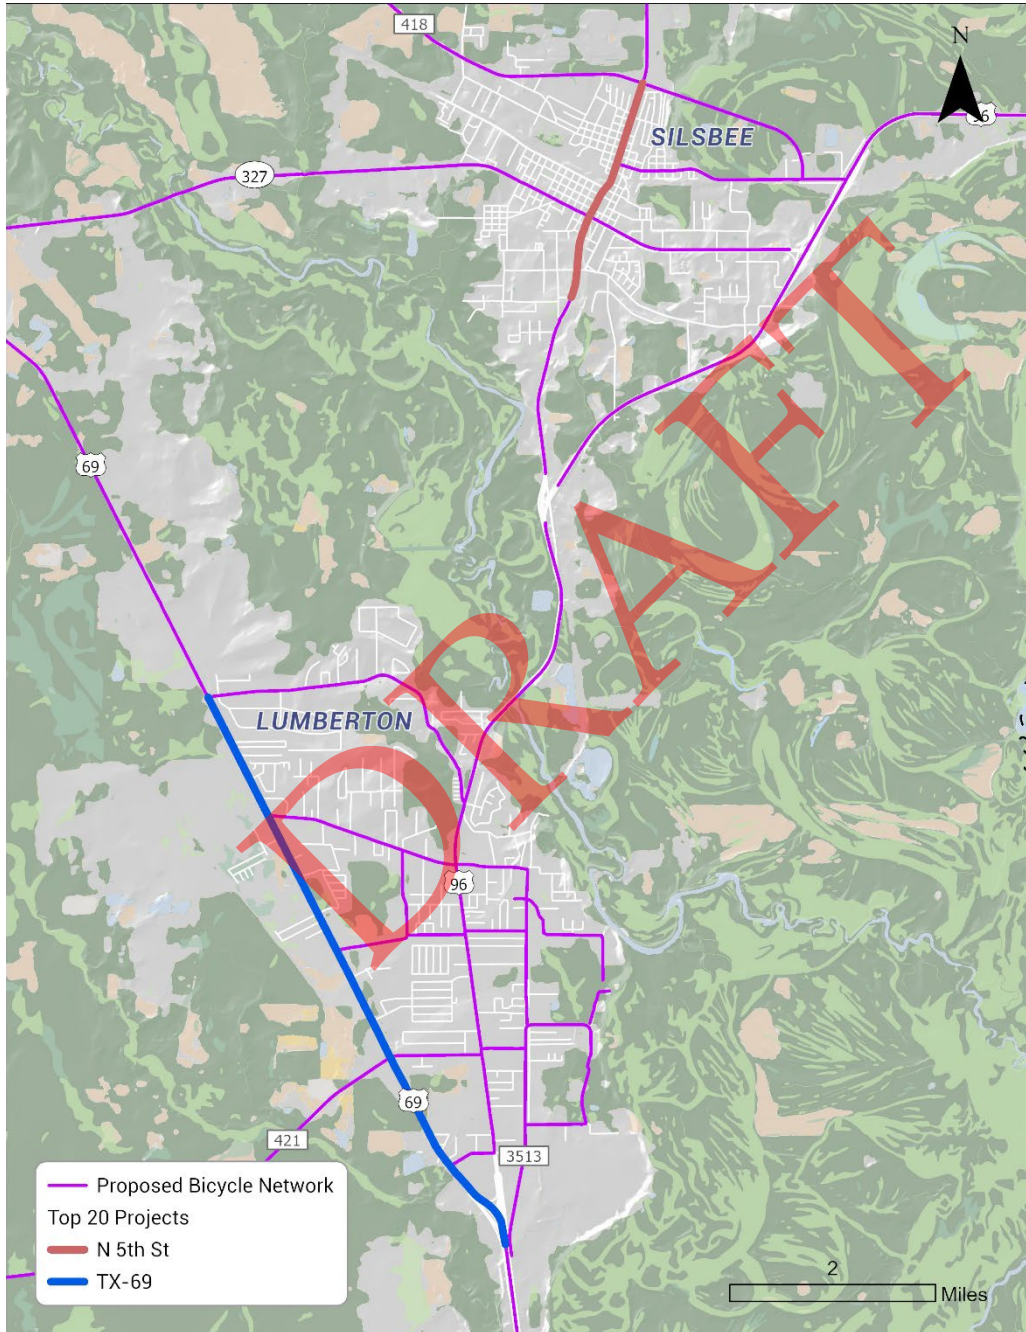 418
N
SILSBEE
96
327
69
LUMBERTON
96
69
421
3513
DRAFT
Proposed Bicycle Network
Top 20 Projects
N 5th St
TX-69
2
Miles